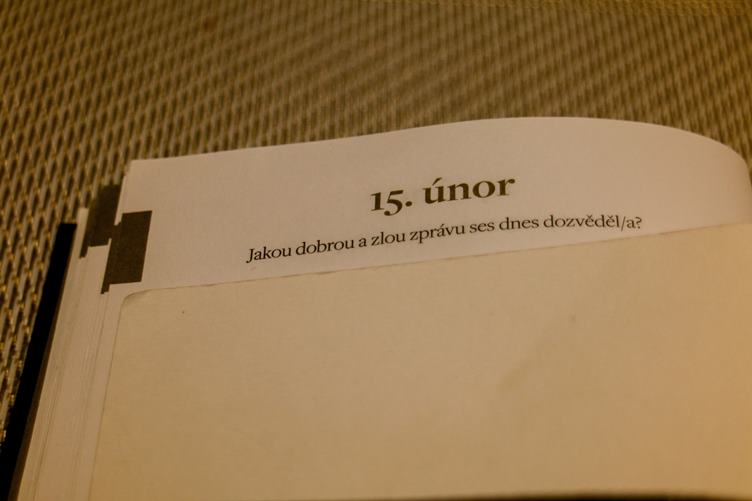 15. únor
Jakou dobrou a zlou zprávu ses dnes dozvěděl/a?